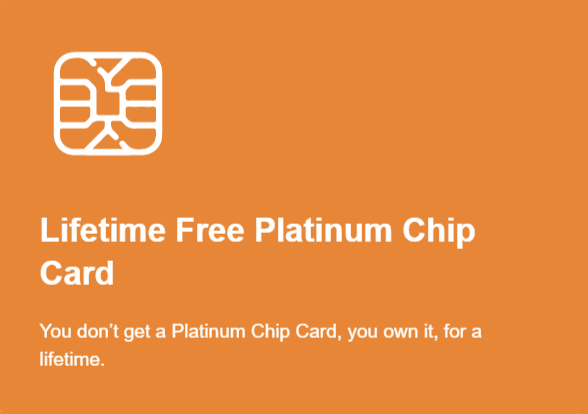 Lifetime Free Platinum Chip
Card
You don't get a Platinum Chip Card, you own it, for a
lifetime.